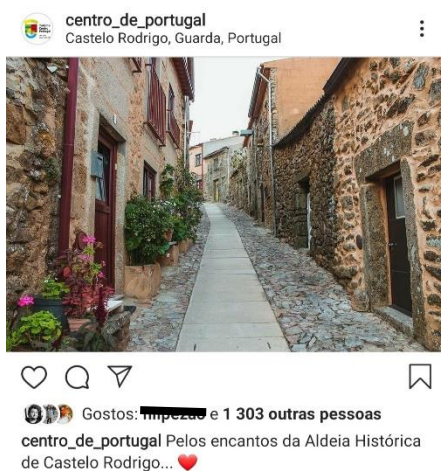 centro_de_portugal
Castelo Rodrigo, Guarda, Portugal
Gostos: e 1 303 outras pessoas
centro_de_portugal Pelos encantos da Aldeia Histórica
de Castelo Rodrigo... ❤️